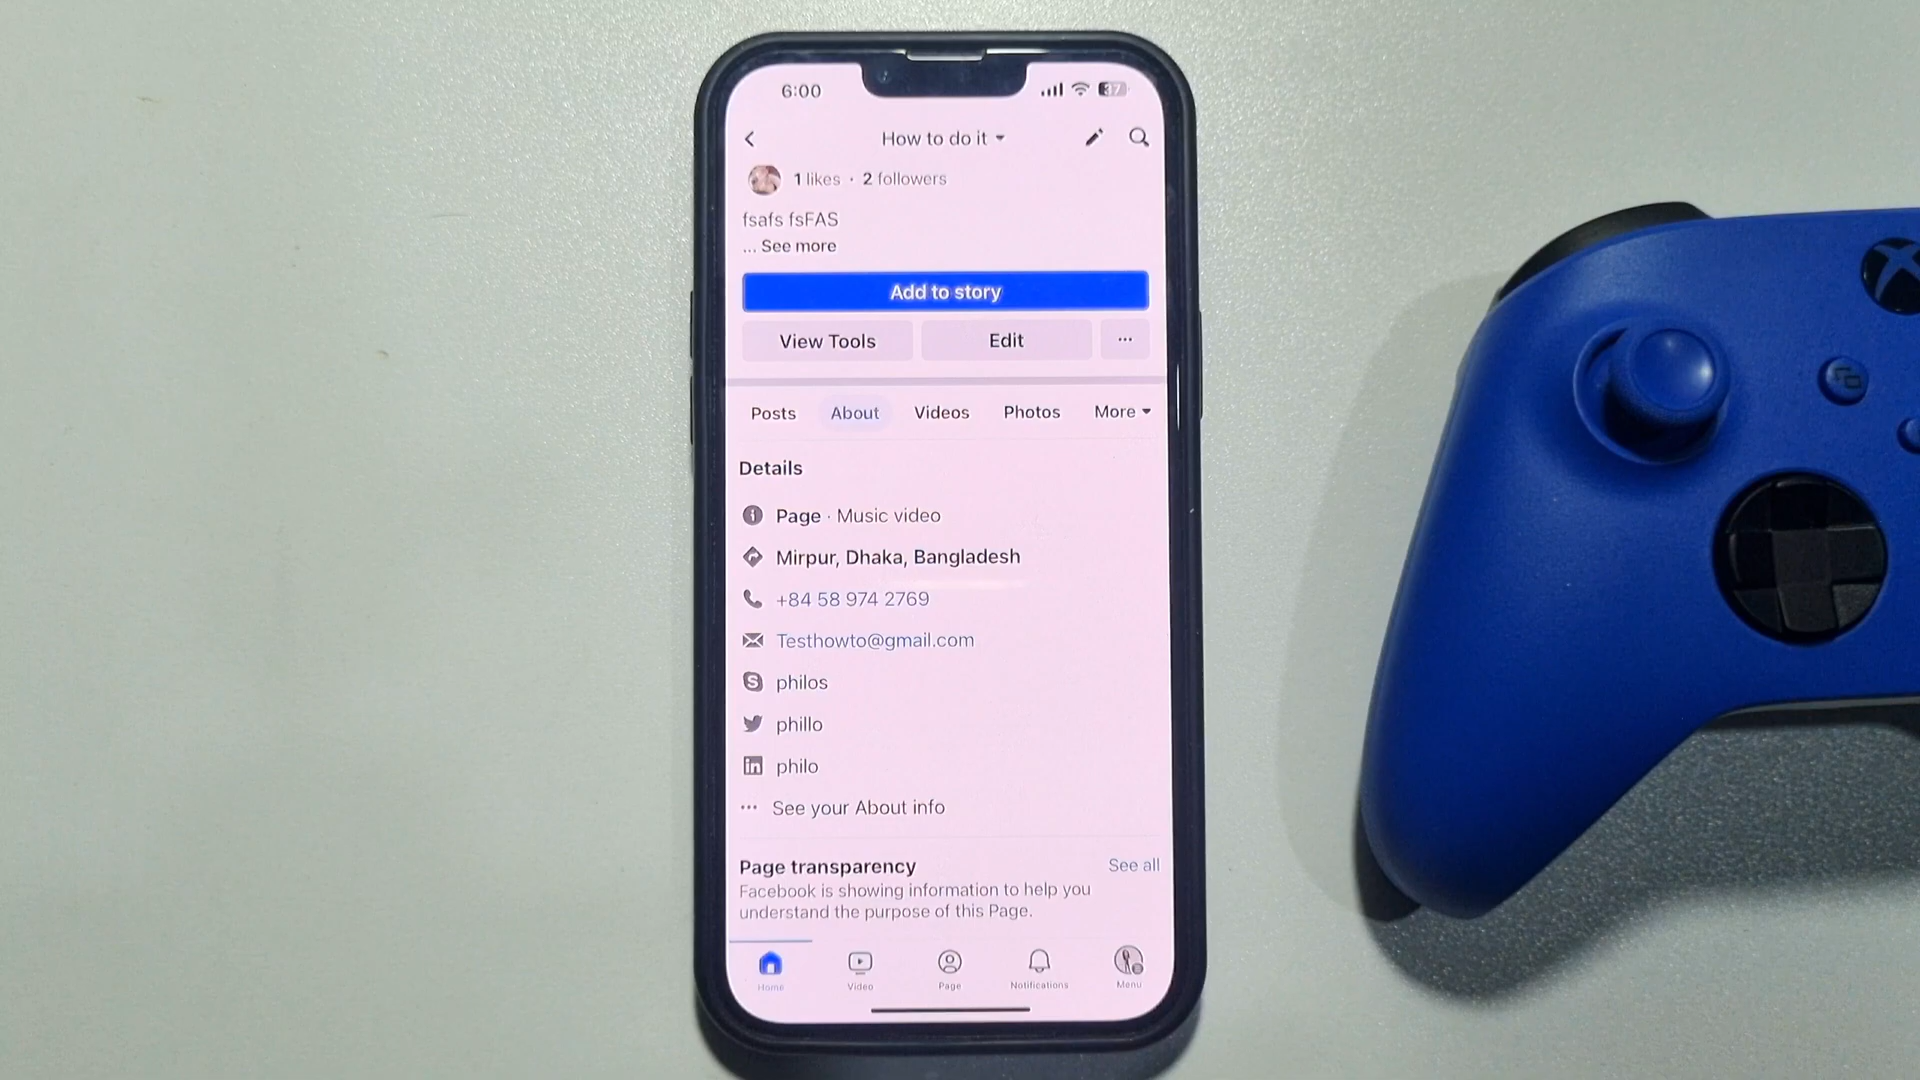 6:00
37
How to do it
1 likes · 2 followers
fsafs fsFAS
... See more
Add to story
View Tools
Edit
...
Posts
About
Videos
Photos
More
Details
Page · Music video
Mirpur, Dhaka, Bangladesh
+84 58 974 2769
Testhowto@gmail.com
philos
phillo
philo
... See your About info
Page transparency
See all
Facebook is showing information to help you
understand the purpose of this Page.
Home
Video
Page
Notifications
Menu